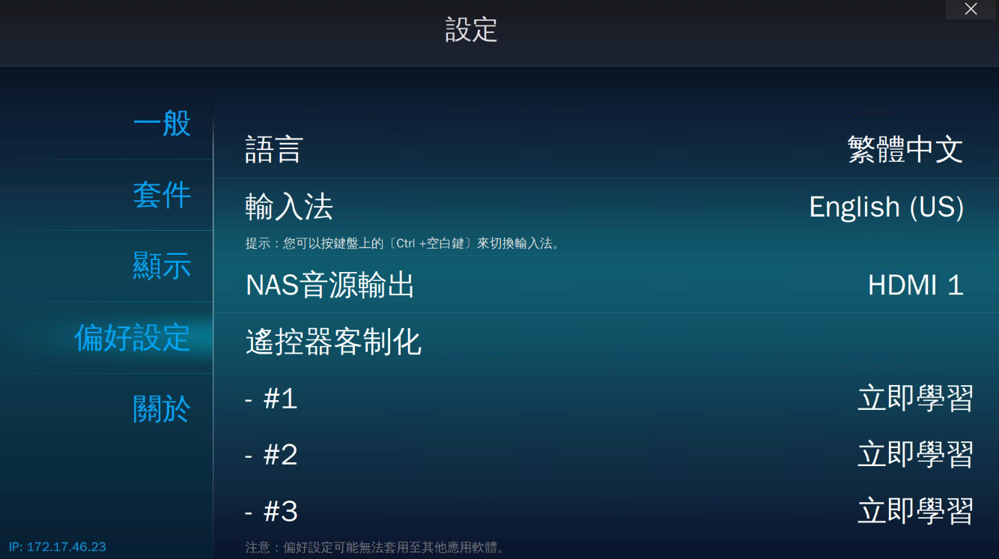 設定
一般
套件
顯示
偏好設定
關於
IP: 172.17.46.23
語言 繁體中文
輸入法 English (US)
提示：您可以按鍵盤上的〔Ctrl +空白鍵〕來切換輸入法。
NAS音源輸出 HDMI 1
遙控器客制化
- #1 立即學習
- #2 立即學習
- #3 立即學習
注意：偏好設定可能無法套用至其他應用軟體。